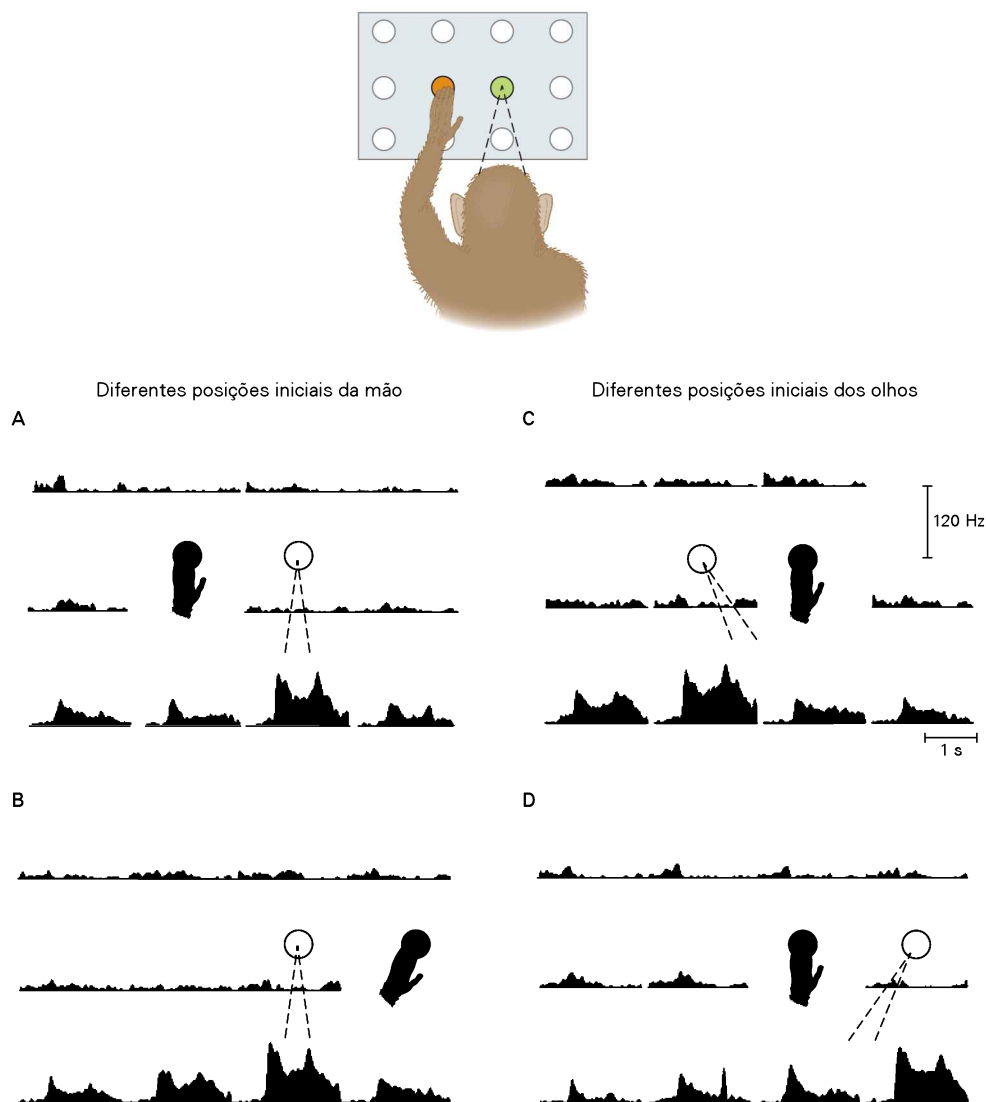 Diferentes posições iniciais da mão
Diferentes posições iniciais dos olhos
A
C
120 Hz
1 s
B
D